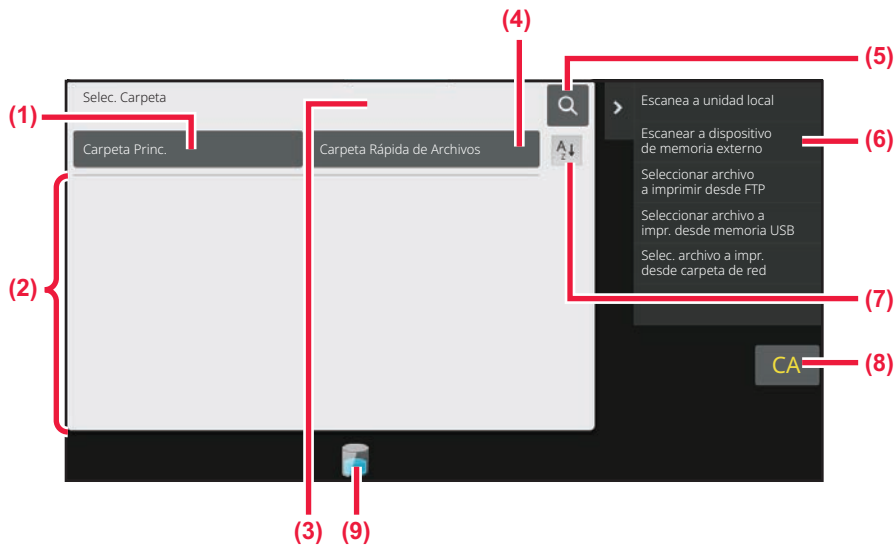 (4)
(5)
Selec. Carpeta
Escanea a unidad local
(1)
Carpeta Princ.
Carpeta Rápida de Archivos
A
Z
Escanear a dispositivo
de memoria externo
(6)
Seleccionar archivo
a imprimir desde FTP
Seleccionar archivo a
impr. desde memoria USB
Selec. archivo a impr.
desde carpeta de red
(2)
(7)
CA
(8)
(3)
(9)